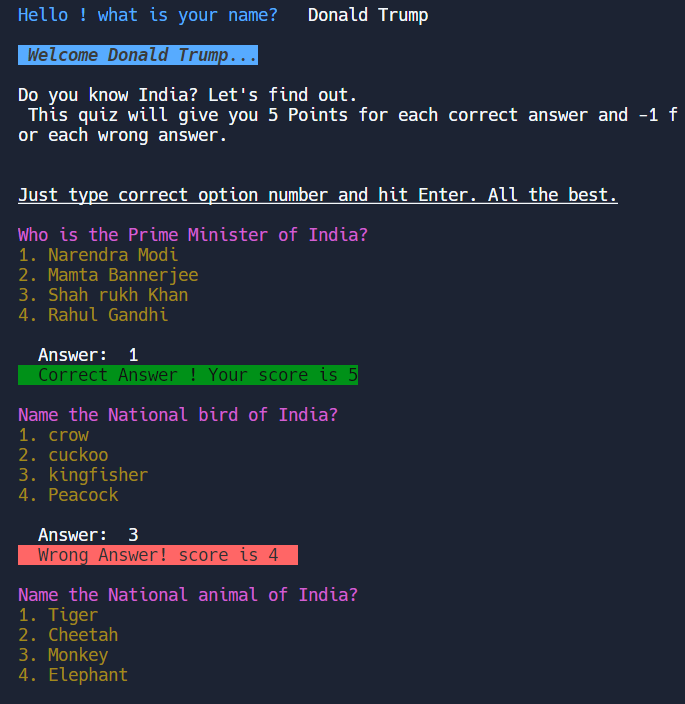 Hello ! what is your name?   Donald Trump
Welcome Donald Trump...
Do you know India? Let's find out.
This quiz will give you 5 Points for each correct answer and -1 f
or each wrong answer.
Just type correct option number and hit Enter. All the best.
Who is the Prime Minister of India?
1. Narendra Modi
2. Mamta Bannerjee
3. Shah rukh Khan
4. Rahul Gandhi
Answer:  1
Correct Answer ! Your score is 5
Name the National bird of India?
1. crow
2. cuckoo
3. kingfisher
4. Peacock
Answer:  3
Wrong Answer! score is 4
Name the National animal of India?
1. Tiger
2. Cheetah
3. Monkey
4. Elephant